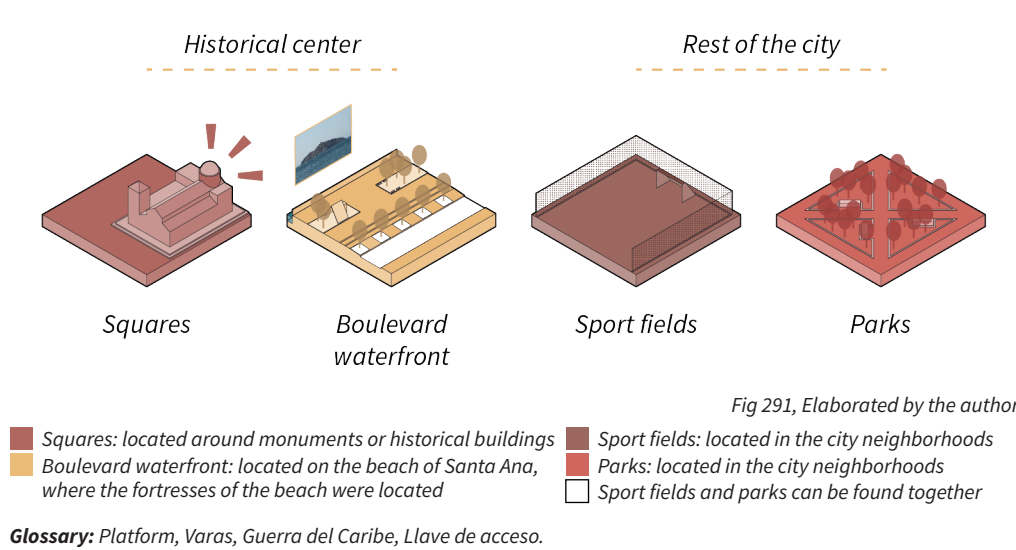 Historical center
Rest of the city
Squares
Boulevard
waterfront
Sport fields
Parks
Fig 291, Elaborated by the author
Squares: located around monuments or historical buildings
Boulevard waterfront: located on the beach of Santa Ana,
where the fortresses of the beach were located
Sport fields: located in the city neighborhoods
Parks: located in the city neighborhoods
Sport fields and parks can be found together
Glossary: Platform, Varas, Guerra del Caribe, Llave de acceso.